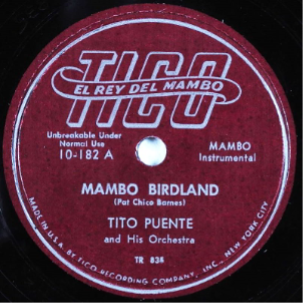 TICO
EL REY DEL MAMBO
Unbreakable Under
Normal Use
10-182 A
MAMBO
Instrumental
MAMBO BIRDLAND
(Pat Chico Barnes)
TITO PUENTE
and His Orchestra
TR 838
MADE IN U.S.A. BY TICO RECORDING COMPANY, INC., NEW YORK CITY